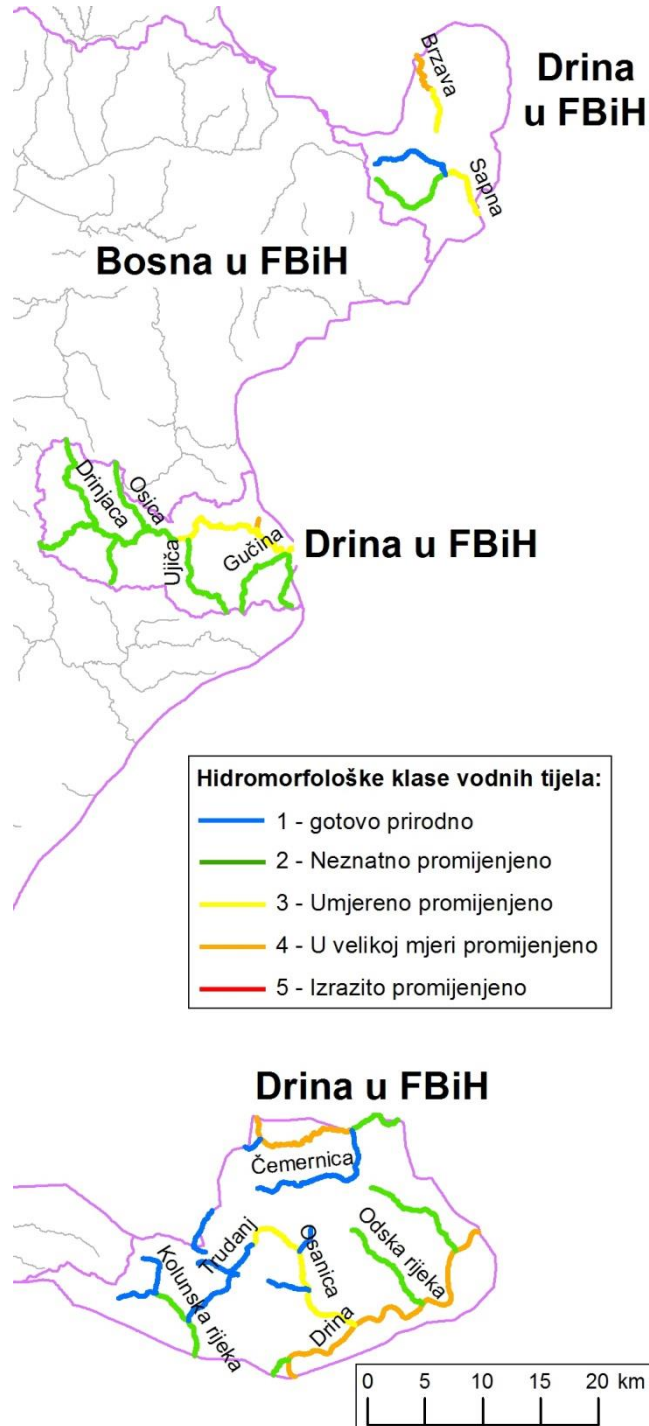 Brzava
Drina
u FBiH
Sapna
Bosna u FBiH
Drinjaca
Osica
Ujića
Gučina
Drina u FBiH
Hidromorfološke klase vodnih tijela:
1 - gotovo prirodno
2 - Neznatno promijenjeno
3 - Umjereno promijenjeno
4 - U velikoj mjeri promijenjeno
5 - Izrazito promijenjeno
Drina u FBiH
Čemernica
Trudanj
Osanica
Odska rijeka
Kolunska rijeka
Drina
0 5 10 15 20 km